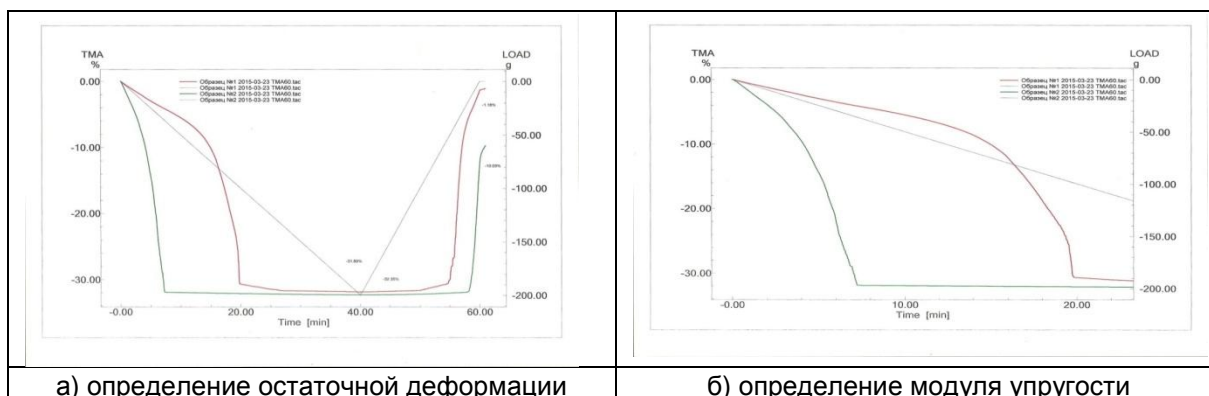 TMA
%
LOAD
g
Образец №1 2015-03-23 TMA60.tac
Образец №1 2015-03-23 TMA60.tac
Образец №2 2015-03-23 TMA60.tac
Образец №2 2015-03-23 TMA60.tac
0.00
-10.00
-20.00
-30.00
0.00
-50.00
-100.00
-150.00
-200.00
-0.00
20.00
40.00
60.00
Time [min]
TMA
%
LOAD
g
Образец №1 2015-03-23 TMA60.tac
Образец №1 2015-03-23 TMA60.tac
Образец №2 2015-03-23 TMA60.tac
Образец №2 2015-03-23 TMA60.tac
0.00
-10.00
-20.00
-30.00
0.00
-50.00
-100.00
-150.00
-200.00
-0.00
10.00
20.00
Time [min]
а) определение остаточной деформации
б) определение модуля упругости